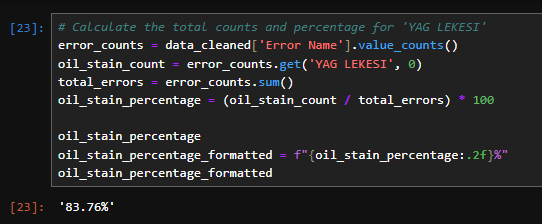 [23]: # Calculate the total counts and percentage for 'YAG LEKESI'
error_counts = data_cleaned['Error Name'].value_counts()
oil_stain_count = error_counts.get('YAG LEKESI', 0)
total_errors = error_counts.sum()
oil_stain_percentage = (oil_stain_count / total_errors) * 100
oil_stain_percentage
oil_stain_percentage_formatted = f"{oil_stain_percentage:.2f}%"
oil_stain_percentage_formatted
[23]: '83.76%'